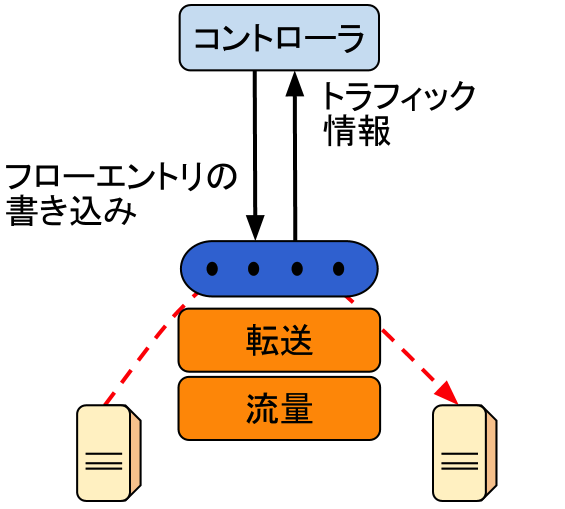 コントローラ
トラフィック
情報
フローエントリの
書き込み
転送
流量